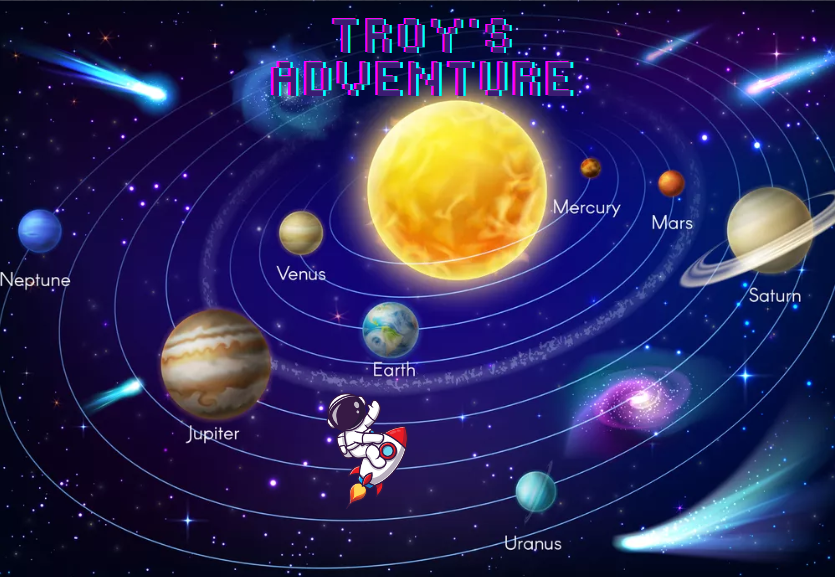 TROY"S
ADVENTURE
Mercury
Mars
Neptune
Venus
Saturn
Earth
Jupiter
Uranus